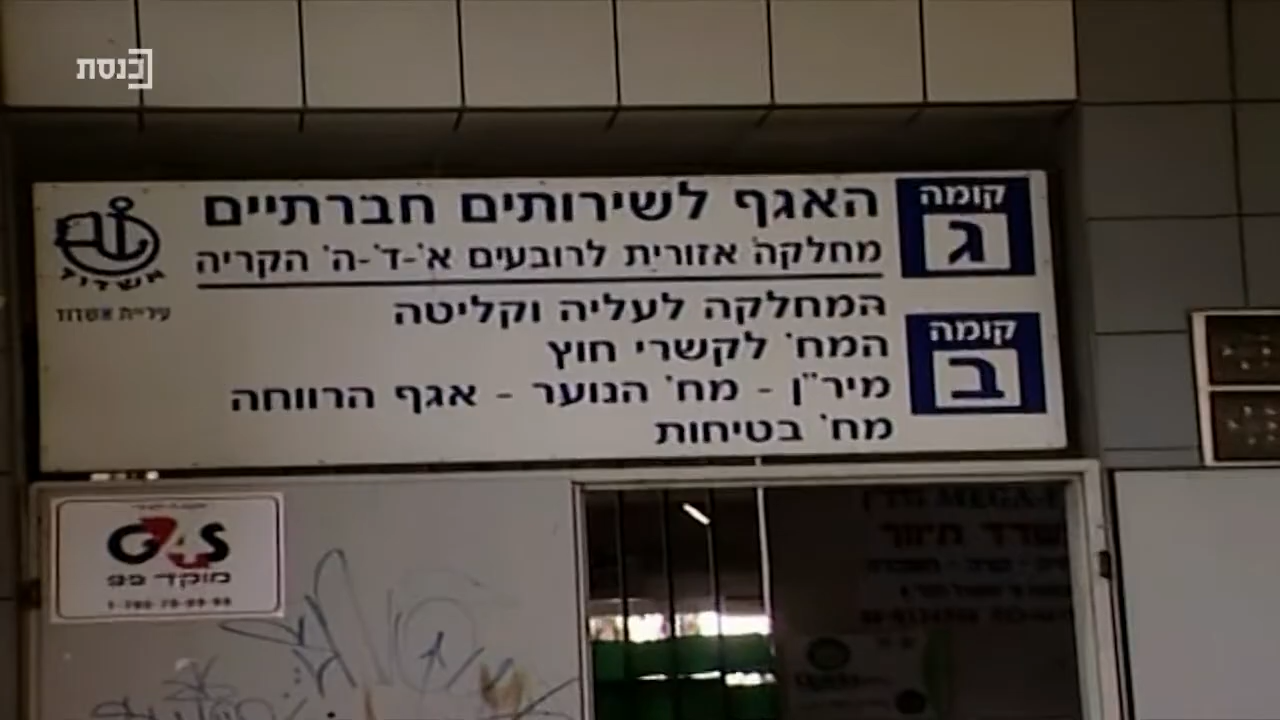 כנסת
האגף לשירותים חברתיים
קומה
ג
מחלקה אזורית לרובעים א'-ד'-ה' הקריה
המחלקה לעליה וקליטה
קומה
ב
המח' לקשרי חוץ
מיר"ן - מח' הנוער - אגף הרווחה
מח' בטיחות
אשדוד
עיריית אשדוד
G4S
מוקד 99